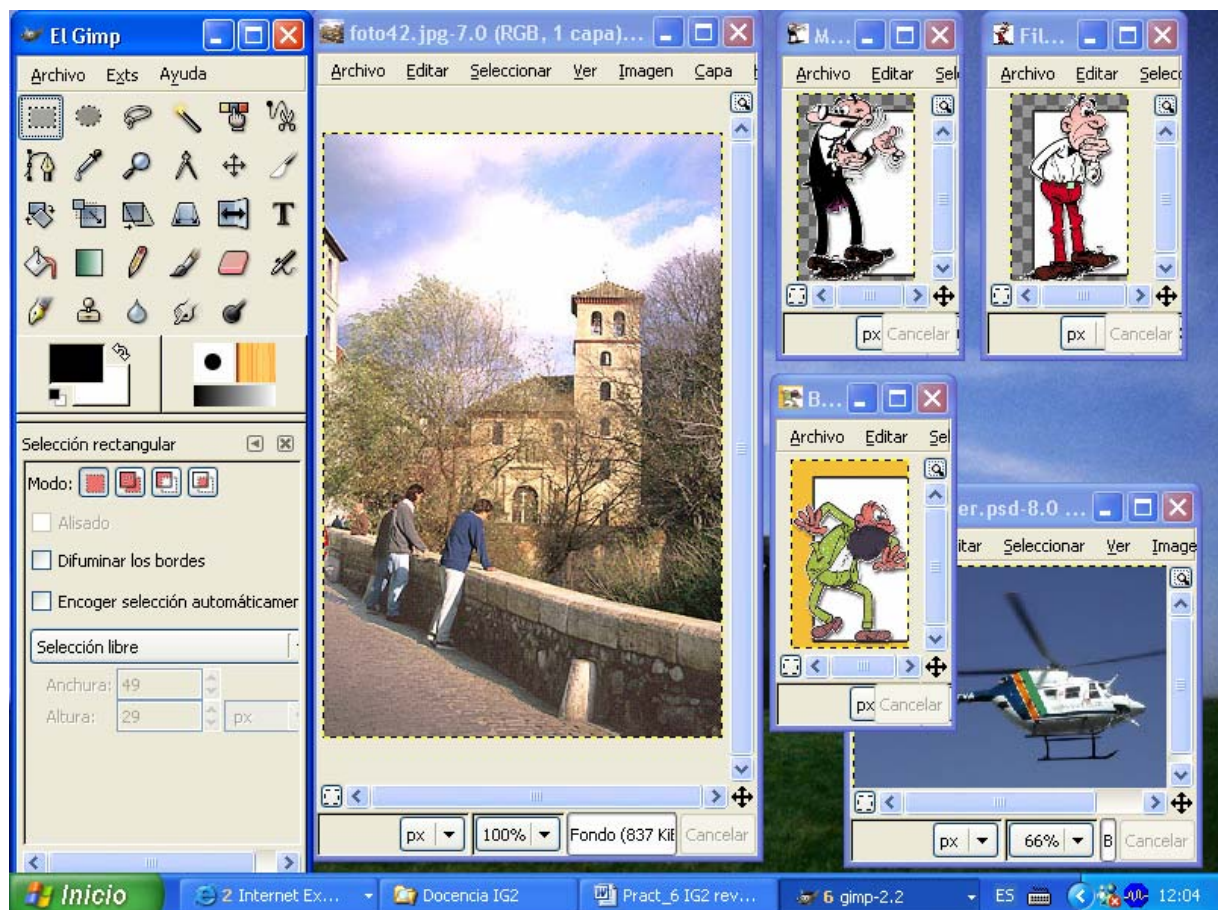 El Gimp
Archivo Exts Ayuda
Selección rectangular
Modo:
Alisado
Difuminar los bordes
Encoger selección automáticamer
Selección libre
Anchura: 49
Altura: 29 px
foto42.jpg-7.0 (RGB, 1 capa)...
Archivo Editar Seleccionar Ver Imagen Capa
px 100% Fondo (837 KiB Cancelar
M...
Archivo Editar Sel
px Cancelar
Fil...
Archivo Editar Selecc
px Cancelar
B...
Archivo Editar Sel
px Cancelar
er.psd-8.0 ...
itar Seleccionar Ver Image
px 66% B Cancelar
Inicio 2 Internet Ex... Docencia IG2 Pract_6 IG2 rev... 6 gimp-2.2 ES 12:04